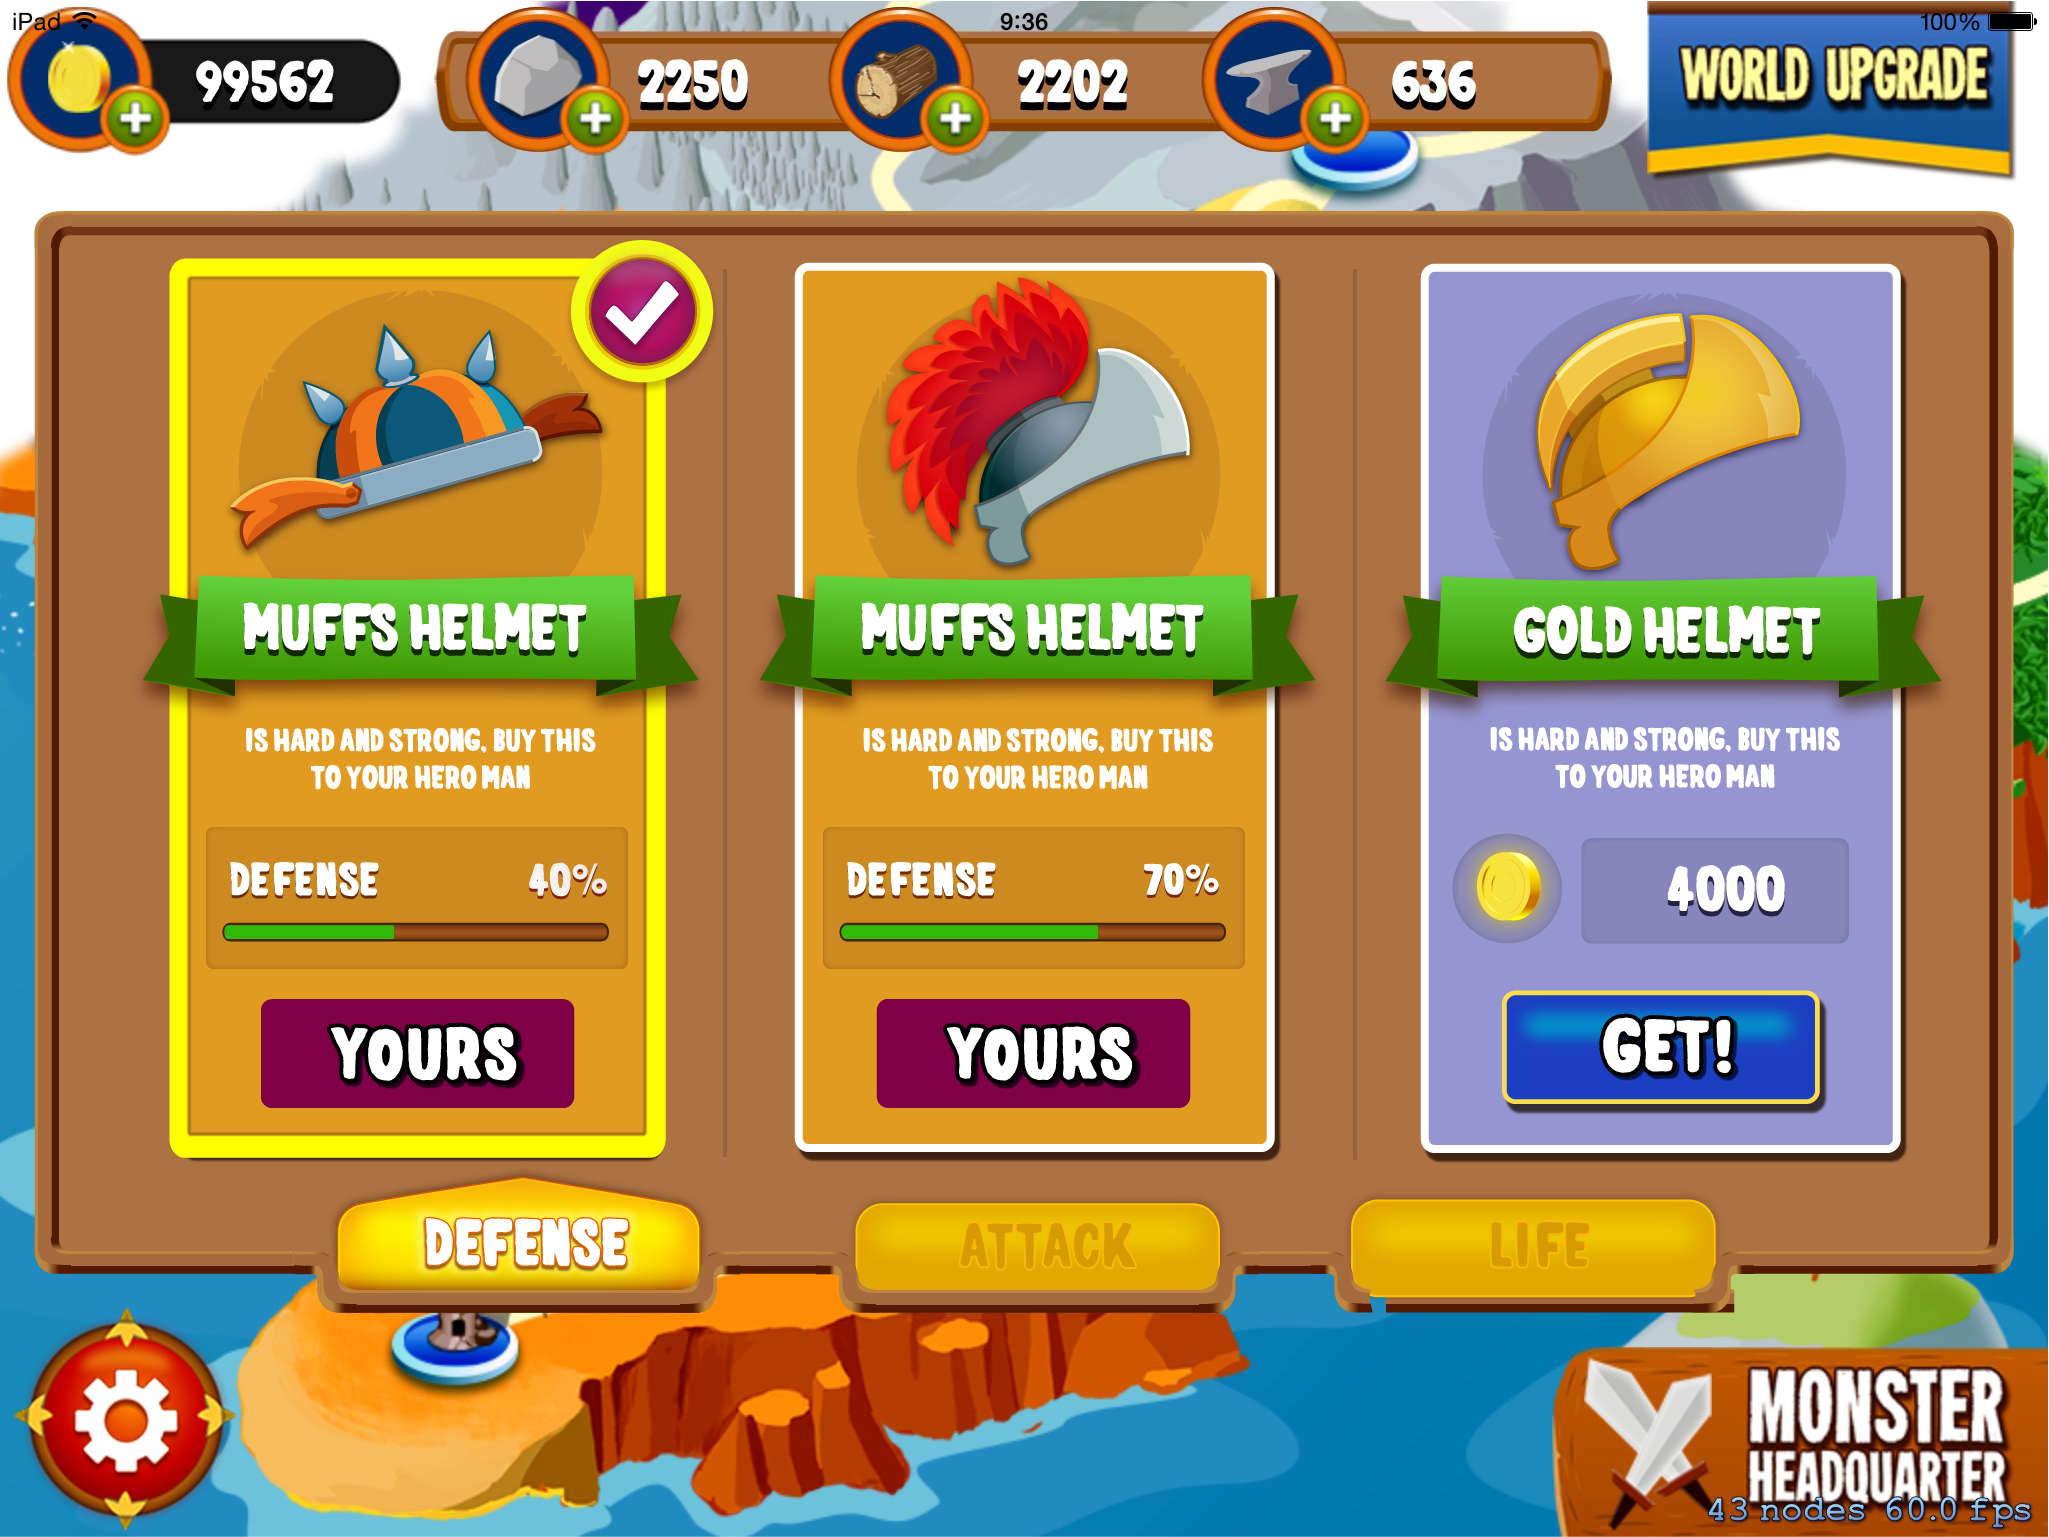 iPad 9:36 100%
99562 2250 2202 636 WORLD UPGRADE
MUFFS HELMET
IS HARD AND STRONG, BUY THIS
TO YOUR HERO MAN
DEFENSE 40%
YOURS
MUFFS HELMET
IS HARD AND STRONG, BUY THIS
TO YOUR HERO MAN
DEFENSE 70%
YOURS
GOLD HELMET
IS HARD AND STRONG, BUY THIS
TO YOUR HERO MAN
4000
GET!
DEFENSE ATTACK LIFE
MONSTER
HEADQUARTER
43 nodes 60.0 fps